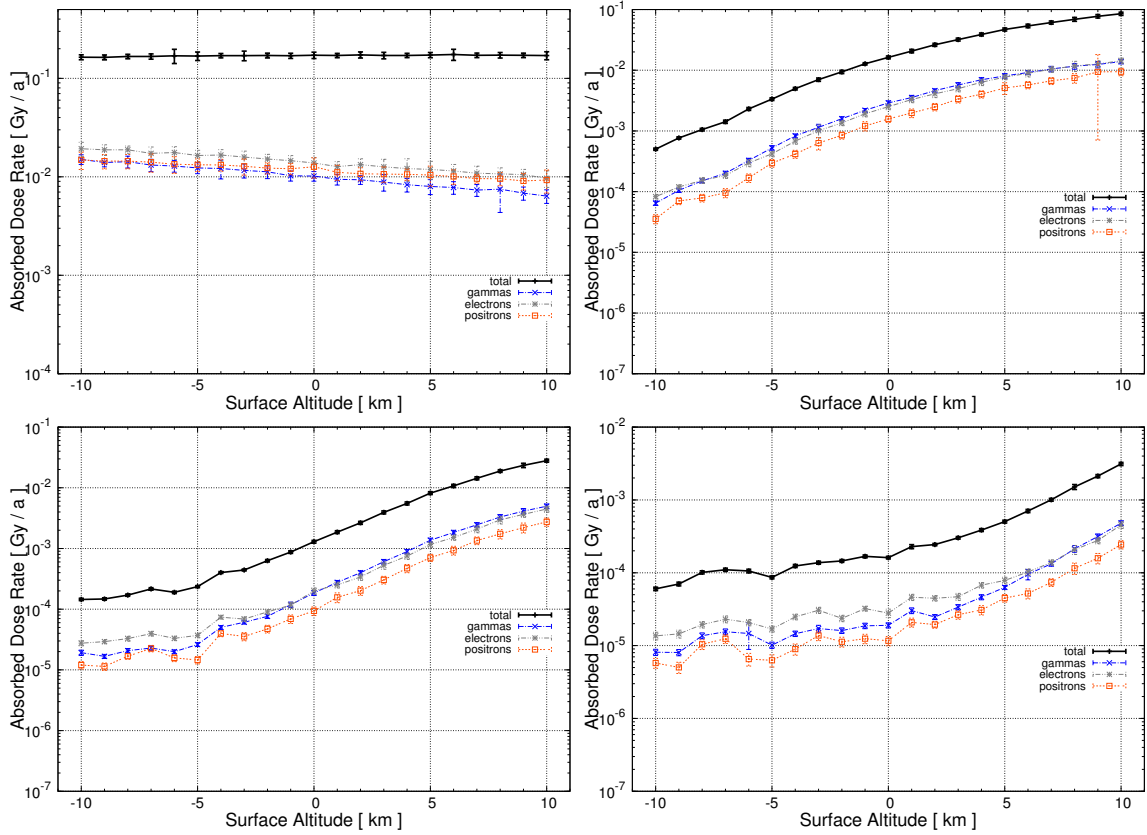 Absorbed Dose Rate [ Gy / a ]
10^-1
10^-2
10^-3
10^-4
total
gammas
electrons
positrons
-10 -5 0 5 10
Surface Altitude [ km ]
Absorbed Dose Rate [ Gy / a ]
10^-1
10^-2
10^-3
10^-4
10^-5
10^-6
10^-7
total
gammas
electrons
positrons
-10 -5 0 5 10
Surface Altitude [ km ]
Absorbed Dose Rate [ Gy / a ]
10^-1
10^-2
10^-3
10^-4
10^-5
10^-6
10^-7
total
gammas
electrons
positrons
-10 -5 0 5 10
Surface Altitude [ km ]
Absorbed Dose Rate [ Gy / a ]
10^-2
10^-3
10^-4
10^-5
10^-6
10^-7
total
gammas
electrons
positrons
-10 -5 0 5 10
Surface Altitude [ km ]